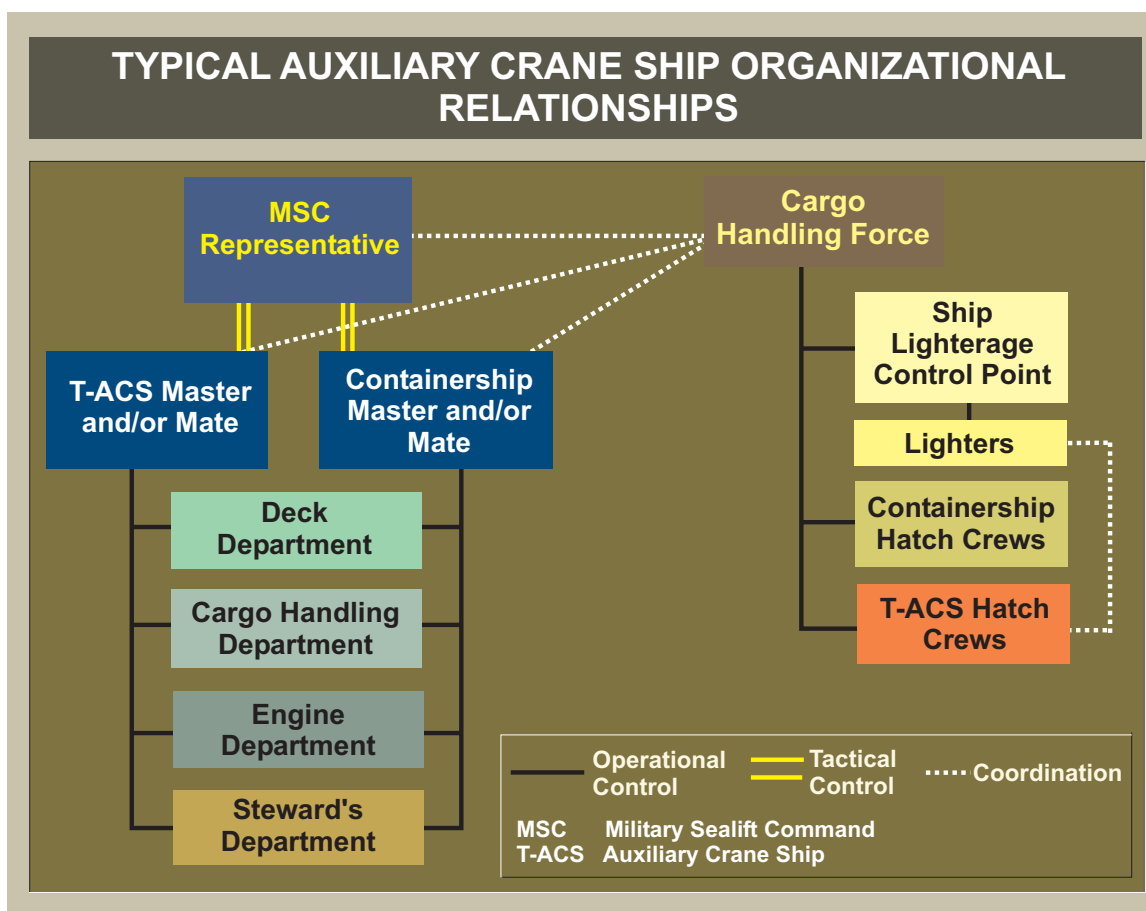 TYPICAL AUXILIARY CRANE SHIP ORGANIZATIONAL
RELATIONSHIPS
MSC
Representative
Cargo
Handling Force
T-ACS Master
and/or Mate
Containership
Master and/or
Mate
Deck
Department
Cargo Handling
Department
Engine
Department
Steward's
Department
Ship
Lighterage
Control Point
Lighters
Containership
Hatch Crews
T-ACS Hatch
Crews
Operational
Control
Tactical
Control
Coordination
MSC Military Sealift Command
T-ACS Auxiliary Crane Ship